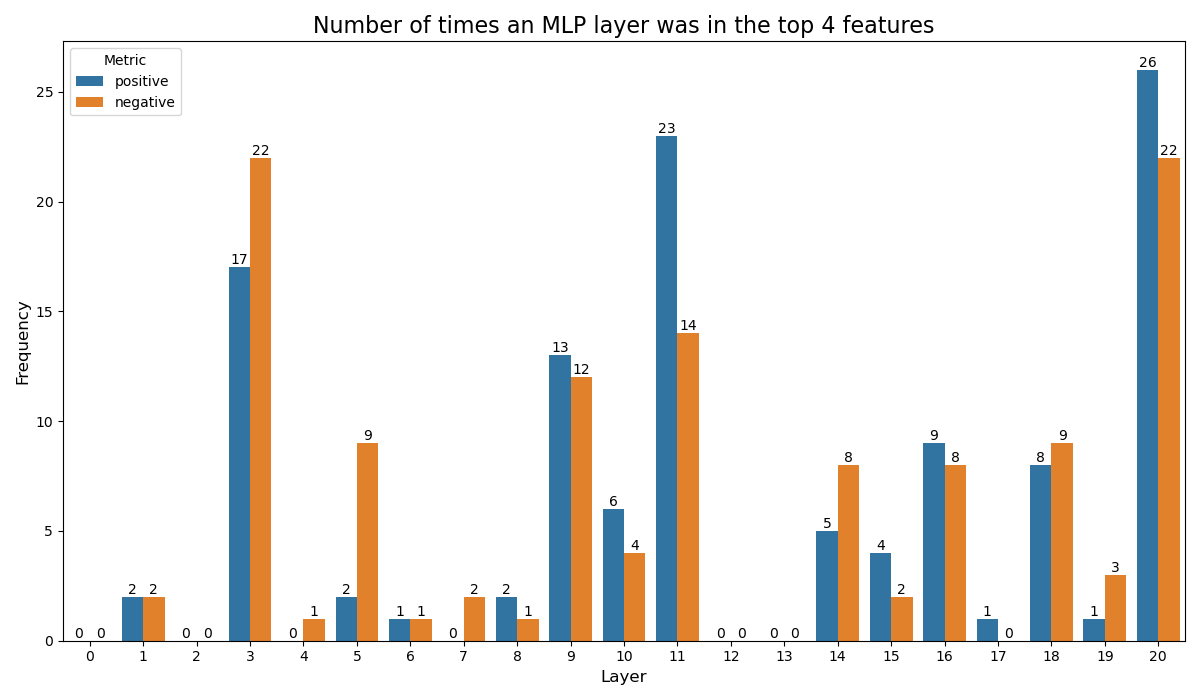 Number of times an MLP layer was in the top 4 features
Metric
positive
negative
Frequency
25
20
15
10
5
0
0 0 2 2 0 0 17 22 0 1 2 9 1 1 0 2 2 1 13 12 6 4 23 14 0 0 0 0 5 8 4 2 9 8 1 0 8 9 1 3 26 22
0 1 2 3 4 5 6 7 8 9 10 11 12 13 14 15 16 17 18 19 20
Layer